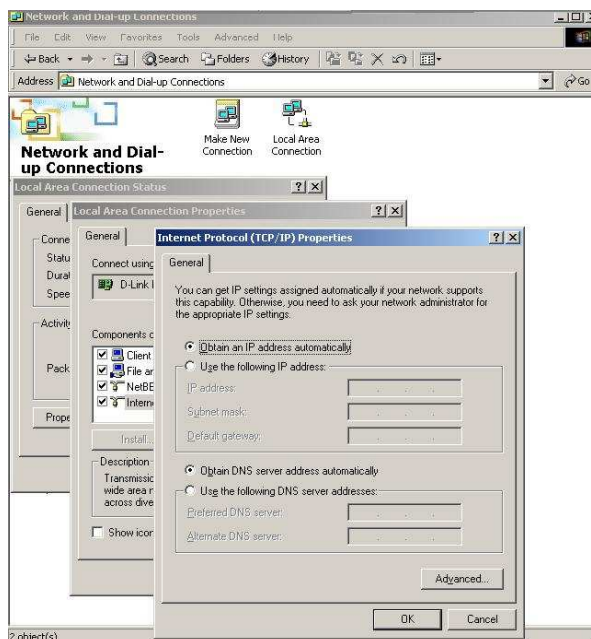 Network and Dial-up Connections
File Edit View Favorites Tools Advanced Help
Back Search Folders History
Address Network and Dial-up Connections Go
Network and Dial-up Connections
Make New Connection
Local Area Connection
Local Area Connection Status
General
Conne
Statu
Durat
Spee
Activity
Pack
Prope
Local Area Connection Properties
General
Connect using
D-Link
Components c
Client
File ar
NetBE
Intern
Install...
Description
Transmissic
wide area r
across dive
Show icor
Internet Protocol (TCP/IP) Properties
General
You can get IP settings assigned automatically if your network supports
this capability. Otherwise, you need to ask your network administrator for
the appropriate IP settings.
Obtain an IP address automatically
Use the following IP address:
IP address:
Subnet mask:
Default gateway:
Obtain DNS server address automatically
Use the following DNS server addresses:
Preferred DNS server:
Alternate DNS server:
Advanced...
OK Cancel
2 object(s)